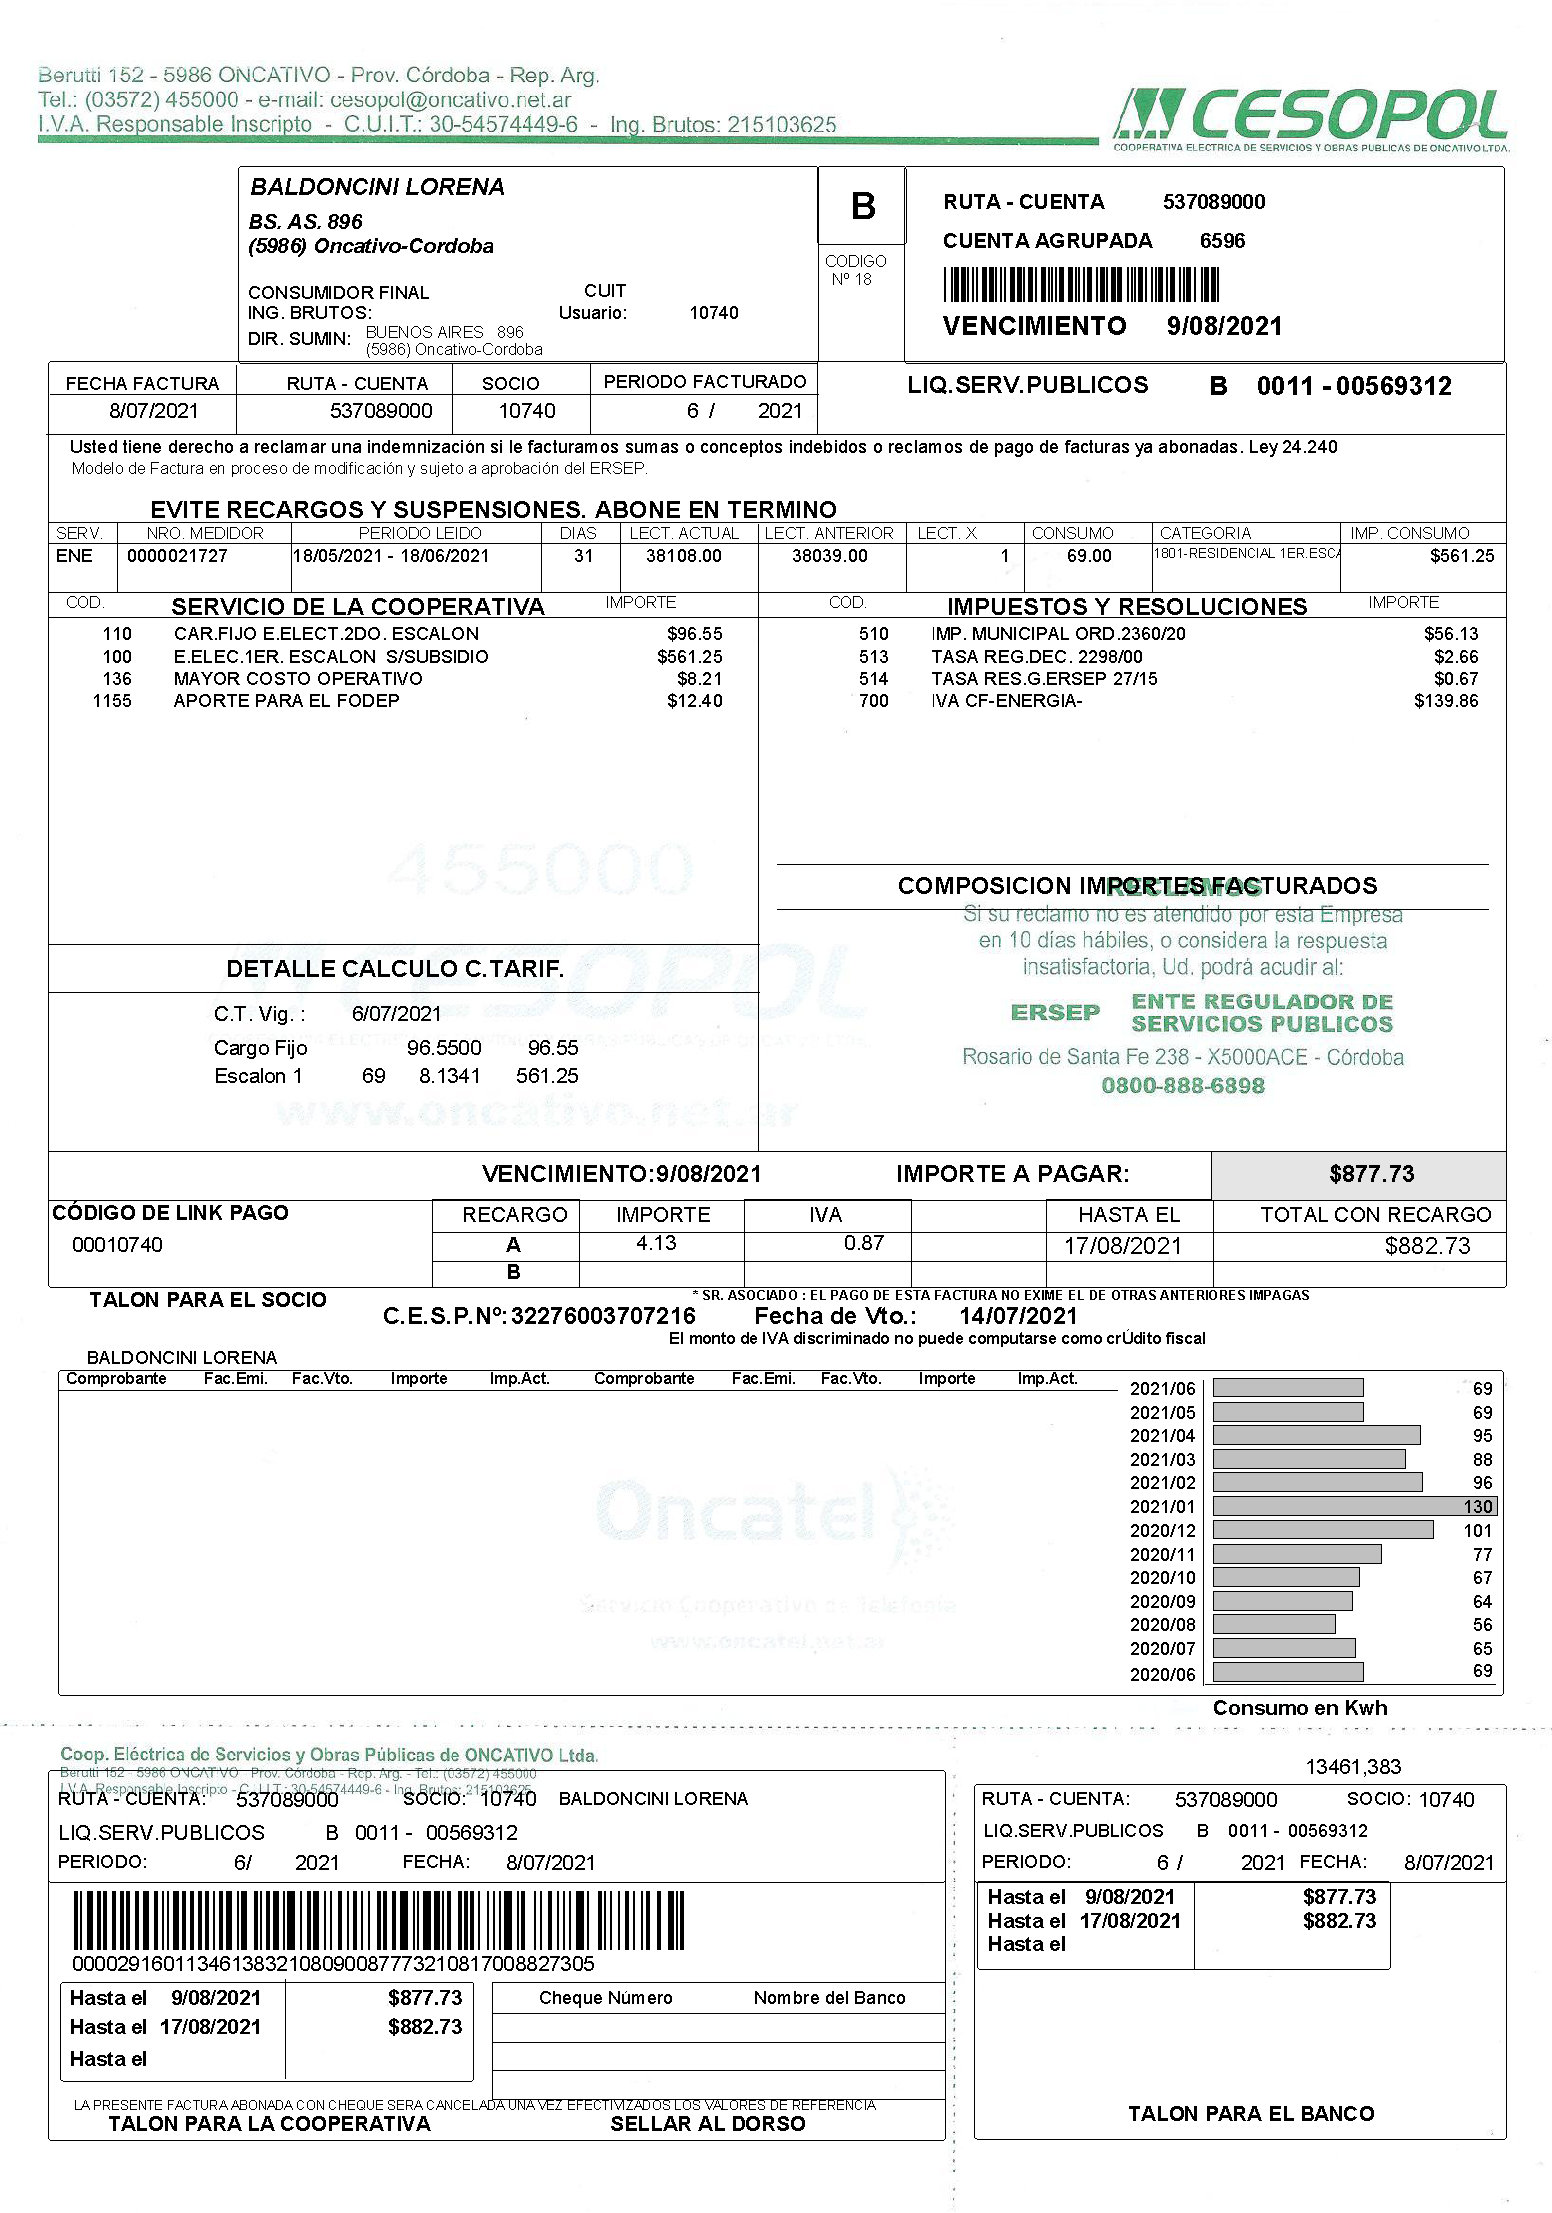 Berutti 152 - 5986 ONCATIVO - Prov. Córdoba - Rep. Arg.
Tel.: (03572) 455000 - e-mail: cesopol@oncativo.net.ar
I.V.A. Responsable Inscripto - C.U.I.T.: 30-54574449-6 - Ing. Brutos: 215103625
CESOPOL
COOPERATIVA ELECTRICA DE SERVICIOS Y OBRAS PUBLICAS DE ONCATIVO LTDA.
BALDONCINI LORENA
BS. AS. 896
(5986) Oncativo-Cordoba
CONSUMIDOR FINAL CUIT
ING. BRUTOS: Usuario: 10740
DIR. SUMIN: BUENOS AIRES 896
(5986) Oncativo-Cordoba
B
CODIGO
Nº 18
RUTA - CUENTA 537089000
CUENTA AGRUPADA 6596
VENCIMIENTO 9/08/2021
FECHA FACTURA RUTA - CUENTA SOCIO PERIODO FACTURADO
8/07/2021 537089000 10740 6 / 2021
LIQ.SERV.PUBLICOS B 0011 - 00569312
Usted tiene derecho a reclamar una indemnización si le facturamos sumas o conceptos indebidos o reclamos de pago de facturas ya abonadas. Ley 24.240
Modelo de Factura en proceso de modificación y sujeto a aprobación del ERSEP.
EVITE RECARGOS Y SUSPENSIONES. ABONE EN TERMINO
SERV. NRO. MEDIDOR PERIODO LEIDO DIAS LECT. ACTUAL LECT. ANTERIOR LECT. X CONSUMO CATEGORIA IMP. CONSUMO
ENE 0000021727 18/05/2021 - 18/06/2021 31 38108.00 38039.00 1 69.00 1801-RESIDENCIAL 1ER.ESCA $561.25
COD. SERVICIO DE LA COOPERATIVA IMPORTE
110 CAR.FIJO E.ELECT.2DO. ESCALON $96.55
100 E.ELEC.1ER. ESCALON S/SUBSIDIO $561.25
136 MAYOR COSTO OPERATIVO $8.21
1155 APORTE PARA EL FODEP $12.40
COD. IMPUESTOS Y RESOLUCIONES IMPORTE
510 IMP. MUNICIPAL ORD.2360/20 $56.13
513 TASA REG.DEC. 2298/00 $2.66
514 TASA RES.G.ERSEP 27/15 $0.67
700 IVA CF-ENERGIA- $139.86
455000
CESOPOL
www.oncativo.net.ar
COMPOSICION IMPORTES FACTURADOS
RECLAMOS
Si su reclamo no es atendido por esta Empresa
en 10 días hábiles, o considera la respuesta
insatisfactoria, Ud. podrá acudir al:
ERSEP ENTE REGULADOR DE
SERVICIOS PUBLICOS
Rosario de Santa Fe 238 - X5000ACE - Córdoba
0800-888-6898
DETALLE CALCULO C.TARIF.
C.T. Vig. : 6/07/2021
Cargo Fijo 96.5500 96.55
Escalon 1 69 8.1341 561.25
VENCIMIENTO:9/08/2021 IMPORTE A PAGAR: $877.73
CÓDIGO DE LINK PAGO
00010740
RECARGO IMPORTE IVA HASTA EL TOTAL CON RECARGO
A 4.13 0.87 17/08/2021 $882.73
B
TALON PARA EL SOCIO
* SR. ASOCIADO : EL PAGO DE ESTA FACTURA NO EXIME EL DE OTRAS ANTERIORES IMPAGAS
C.E.S.P.Nº: 32276003707216 Fecha de Vto.: 14/07/2021
El monto de IVA discriminado no puede computarse como crÚdito fiscal
BALDONCINI LORENA
Comprobante Fac.Emi. Fac.Vto. Importe Imp.Act. Comprobante Fac.Emi. Fac.Vto. Importe Imp.Act.
2021/06 69
2021/05 69
2021/04 95
2021/03 88
2021/02 96
2021/01 130
2020/12 101
2020/11 77
2020/10 67
2020/09 64
2020/08 56
2020/07 65
2020/06 69
Consumo en Kwh
Oncatel
Servicio Cooperativo de Telefonía
www.oncatel.net.ar
Coop. Eléctrica de Servicios y Obras Públicas de ONCATIVO Ltda.
Berutti 152 - 5986 ONCATIVO - Prov. Córdoba - Rep. Arg. - Tel.: (03572) 455000
I.V.A. Responsable Inscripto - C.U.I.T.: 30-54574449-6 - Ing. Brutos: 215103625
RUTA - CUENTA: 537089000 SOCIO: 10740 BALDONCINI LORENA
LIQ.SERV.PUBLICOS B 0011 - 00569312
PERIODO: 6/ 2021 FECHA: 8/07/2021
000029160113461383210809008777321081700882730​5
Hasta el 9/08/2021 $877.73
Hasta el 17/08/2021 $882.73
Hasta el
Cheque Número Nombre del Banco
LA PRESENTE FACTURA ABONADA CON CHEQUE SERA CANCELADA UNA VEZ EFECTIVIZADOS LOS VALORES DE REFERENCIA
TALON PARA LA COOPERATIVA SELLAR AL DORSO
13461,383
RUTA - CUENTA: 537089000 SOCIO: 10740
LIQ.SERV.PUBLICOS B 0011 - 00569312
PERIODO: 6 / 2021 FECHA: 8/07/2021
Hasta el 9/08/2021 $877.73
Hasta el 17/08/2021 $882.73
Hasta el
TALON PARA EL BANCO